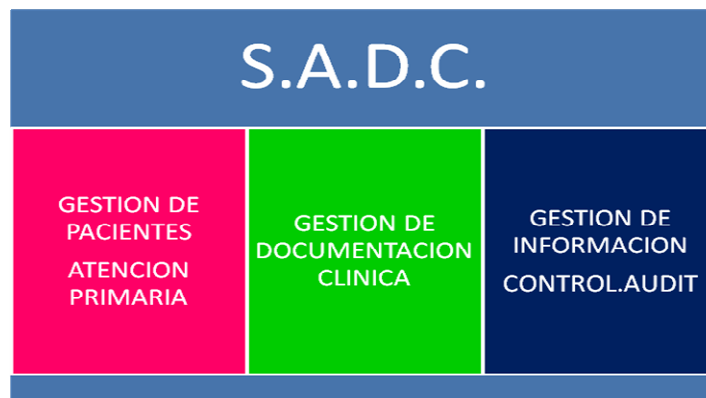 S.A.D.C.
GESTION DE
PACIENTES
ATENCION
PRIMARIA
GESTION DE
DOCUMENTACION
CLINICA
GESTION DE
INFORMACION
CONTROL.AUDIT